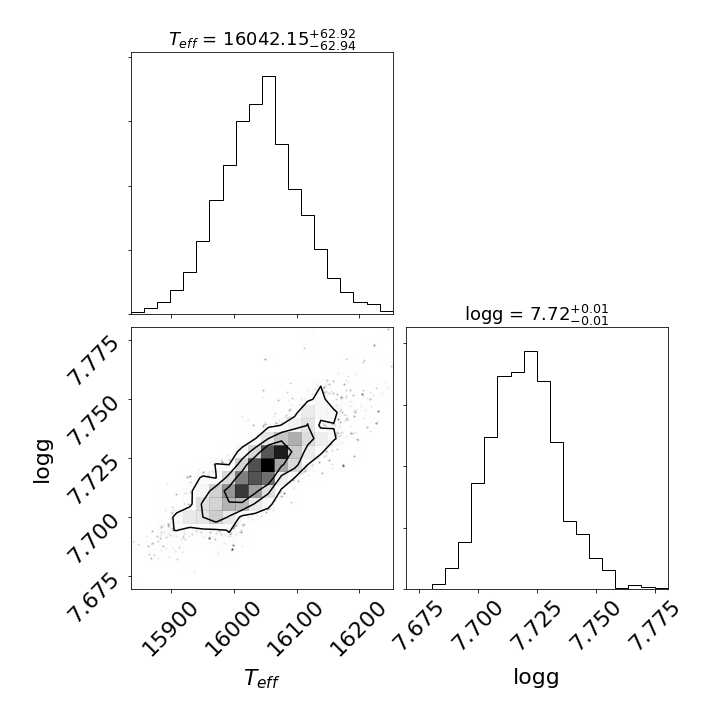 T_eff = 16042.15^{+62.92}_{-62.94}
logg = 7.72^{+0.01}_{-0.01}
logg
7.775
7.750
7.725
7.700
7.675
15900 16000 16100 16200
7.675 7.700 7.725 7.750 7.775
T_eff
logg